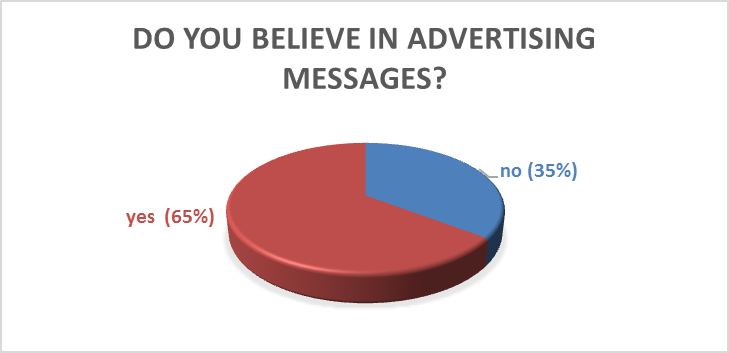 DO YOU BELIEVE IN ADVERTISING
MESSAGES?
no (35%)
yes (65%)